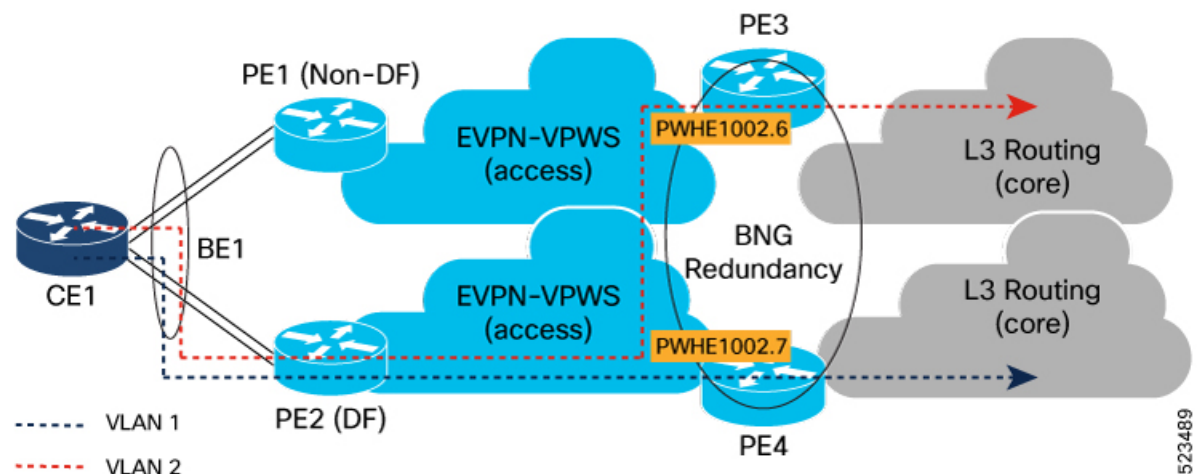 PE3
PE1 (Non-DF)
EVPN-VPWS
(access)
PWHE1002.6
L3 Routing
(core)
CE1
BE1
BNG
Redundancy
EVPN-VPWS
(access)
PWHE1002.7
L3 Routing
(core)
PE2 (DF)
PE4
VLAN 1
VLAN 2
523489